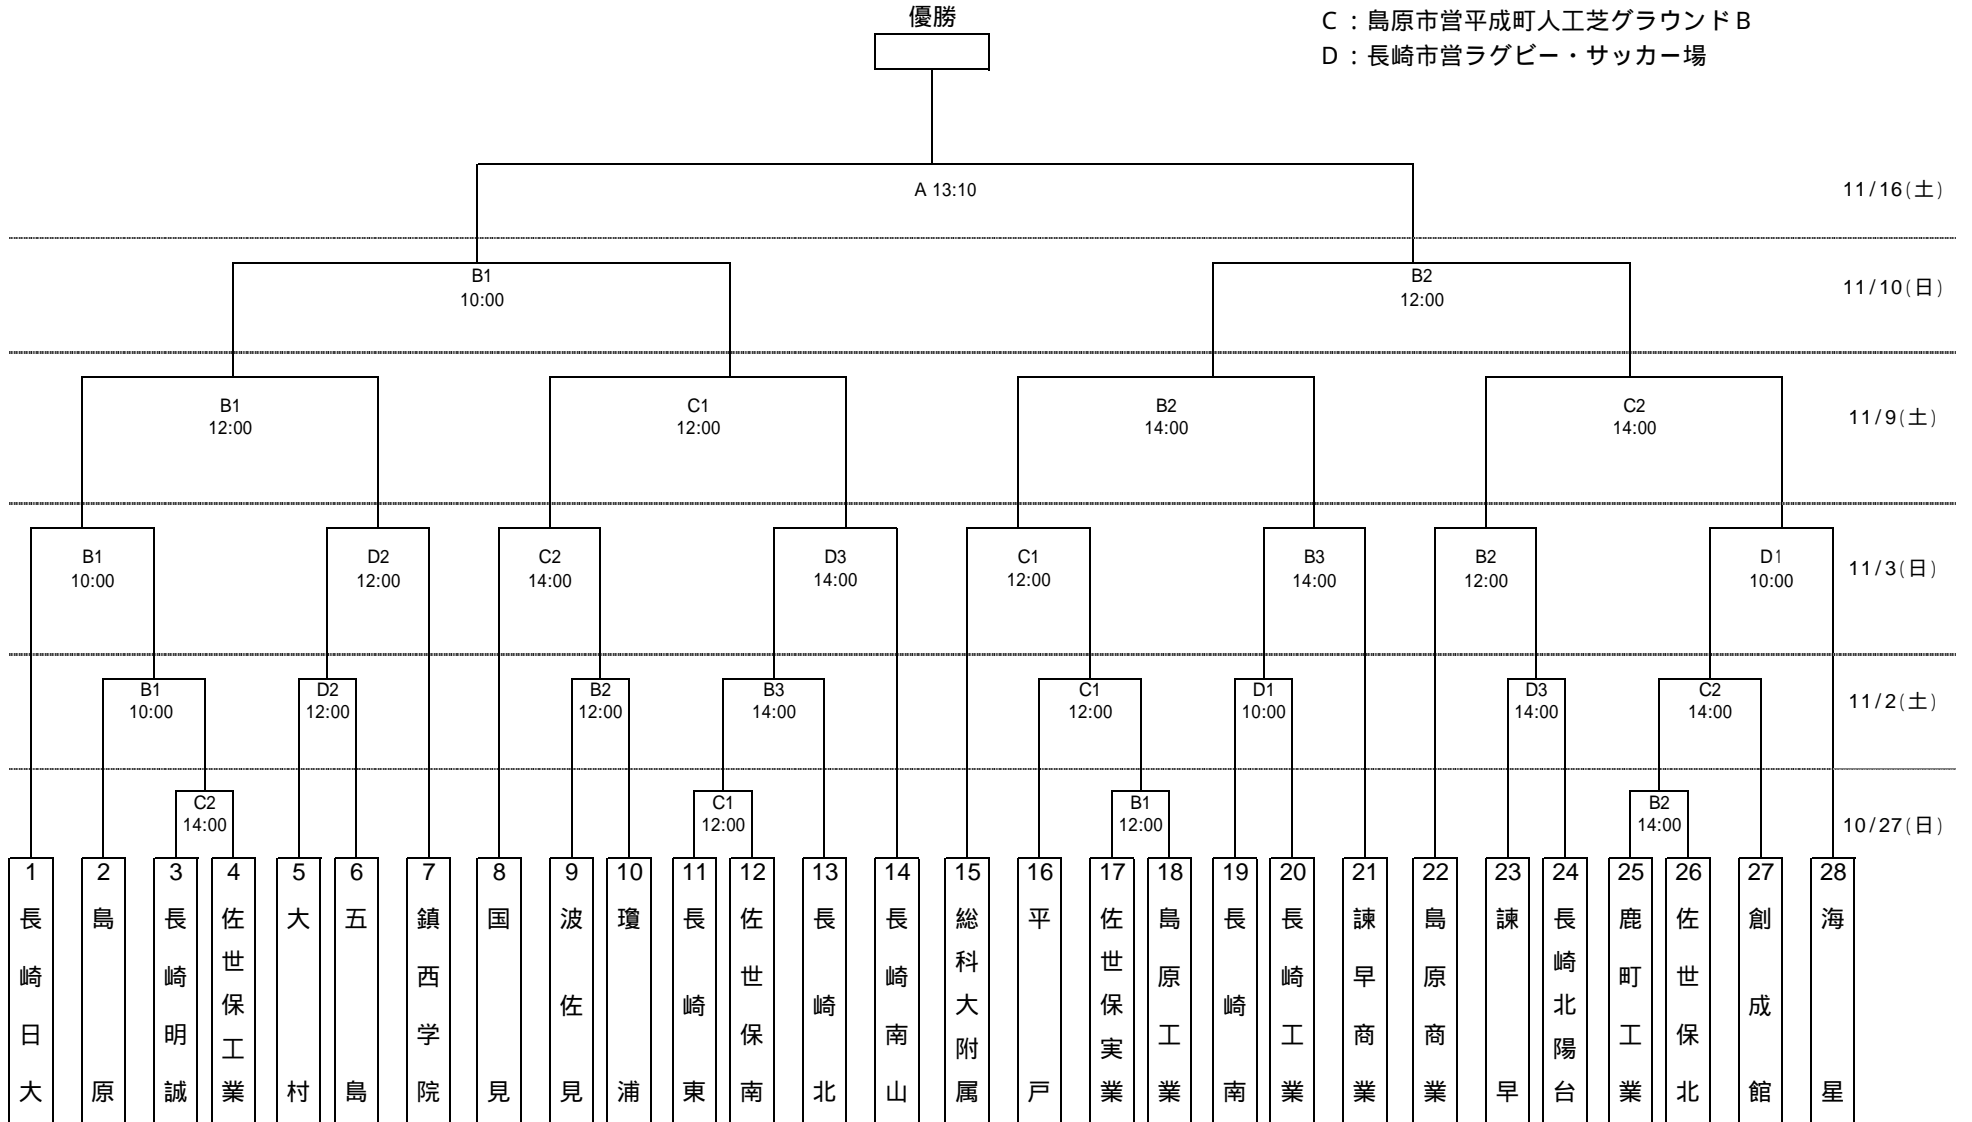 優勝
C：島原市営平成町人工芝グラウンドB
D：長崎市営ラグビー・サッカー場
A 13:10
11/16(土)
B1
10:00
B2
12:00
11/10(日)
B1
12:00
C1
12:00
B2
14:00
C2
14:00
11/9(土)
B1
10:00
D2
12:00
C2
14:00
D3
14:00
C1
12:00
B3
14:00
B2
12:00
D1
10:00
11/3(日)
B1
10:00
D2
12:00
B2
12:00
B3
14:00
C1
12:00
D1
10:00
D3
14:00
C2
14:00
11/2(土)
C2
14:00
C1
12:00
B1
12:00
B2
14:00
10/27(日)
1 長崎日大
2 島原
3 長崎明誠
4 佐世保工業
5 大村
6 五島
7 鎮西学院
8 国見
9 波佐見
10 瓊浦
11 長崎東
12 佐世保南
13 長崎北
14 長崎南山
15 総科大附属
16 平戸
17 佐世保実業
18 島原工業
19 長崎南
20 長崎工業
21 諫早商業
22 島原商業
23 諫早
24 長崎北陽台
25 鹿町工業
26 佐世保北
27 創成館
28 海星